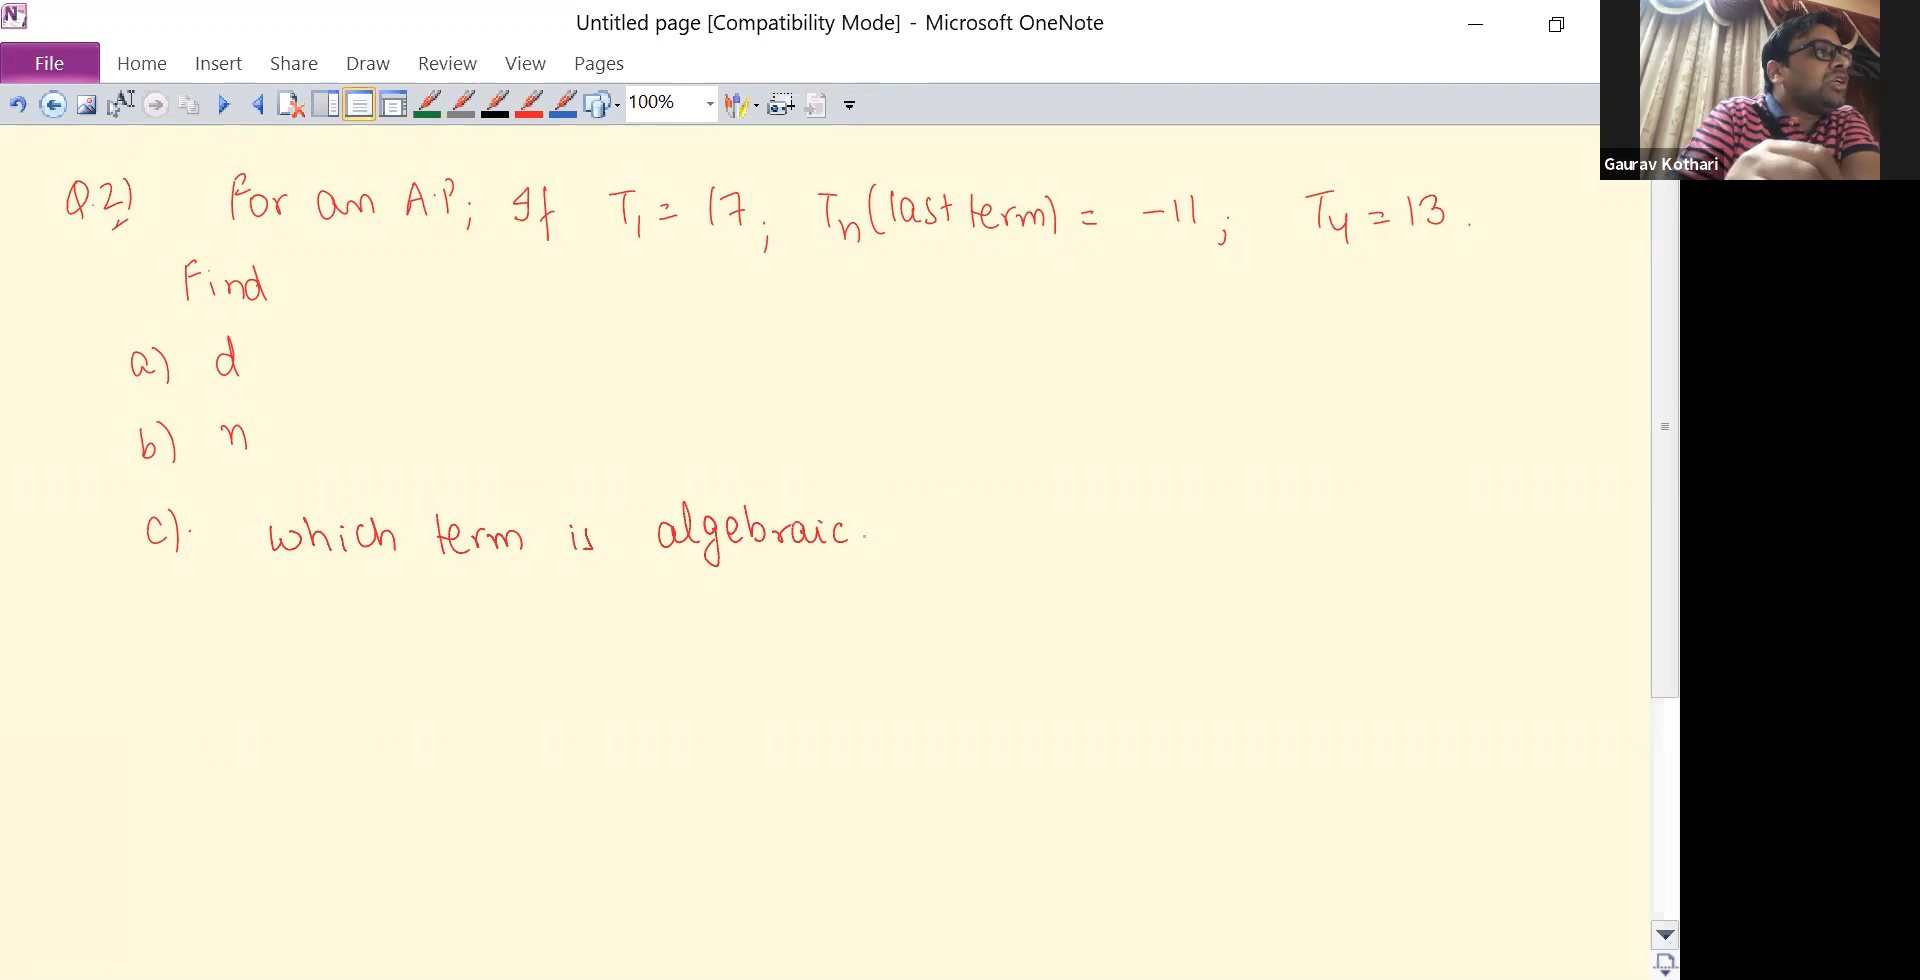 Untitled page [Compatibility Mode] - Microsoft OneNote
File Home Insert Share Draw Review View Pages
100%
Gaurav Kothari
Q.2) For an A.P; If T₁ = 17; Tₙ (last term) = -11; T₄ = 13.
Find
a) d
b) n
c). which term is algebraic.